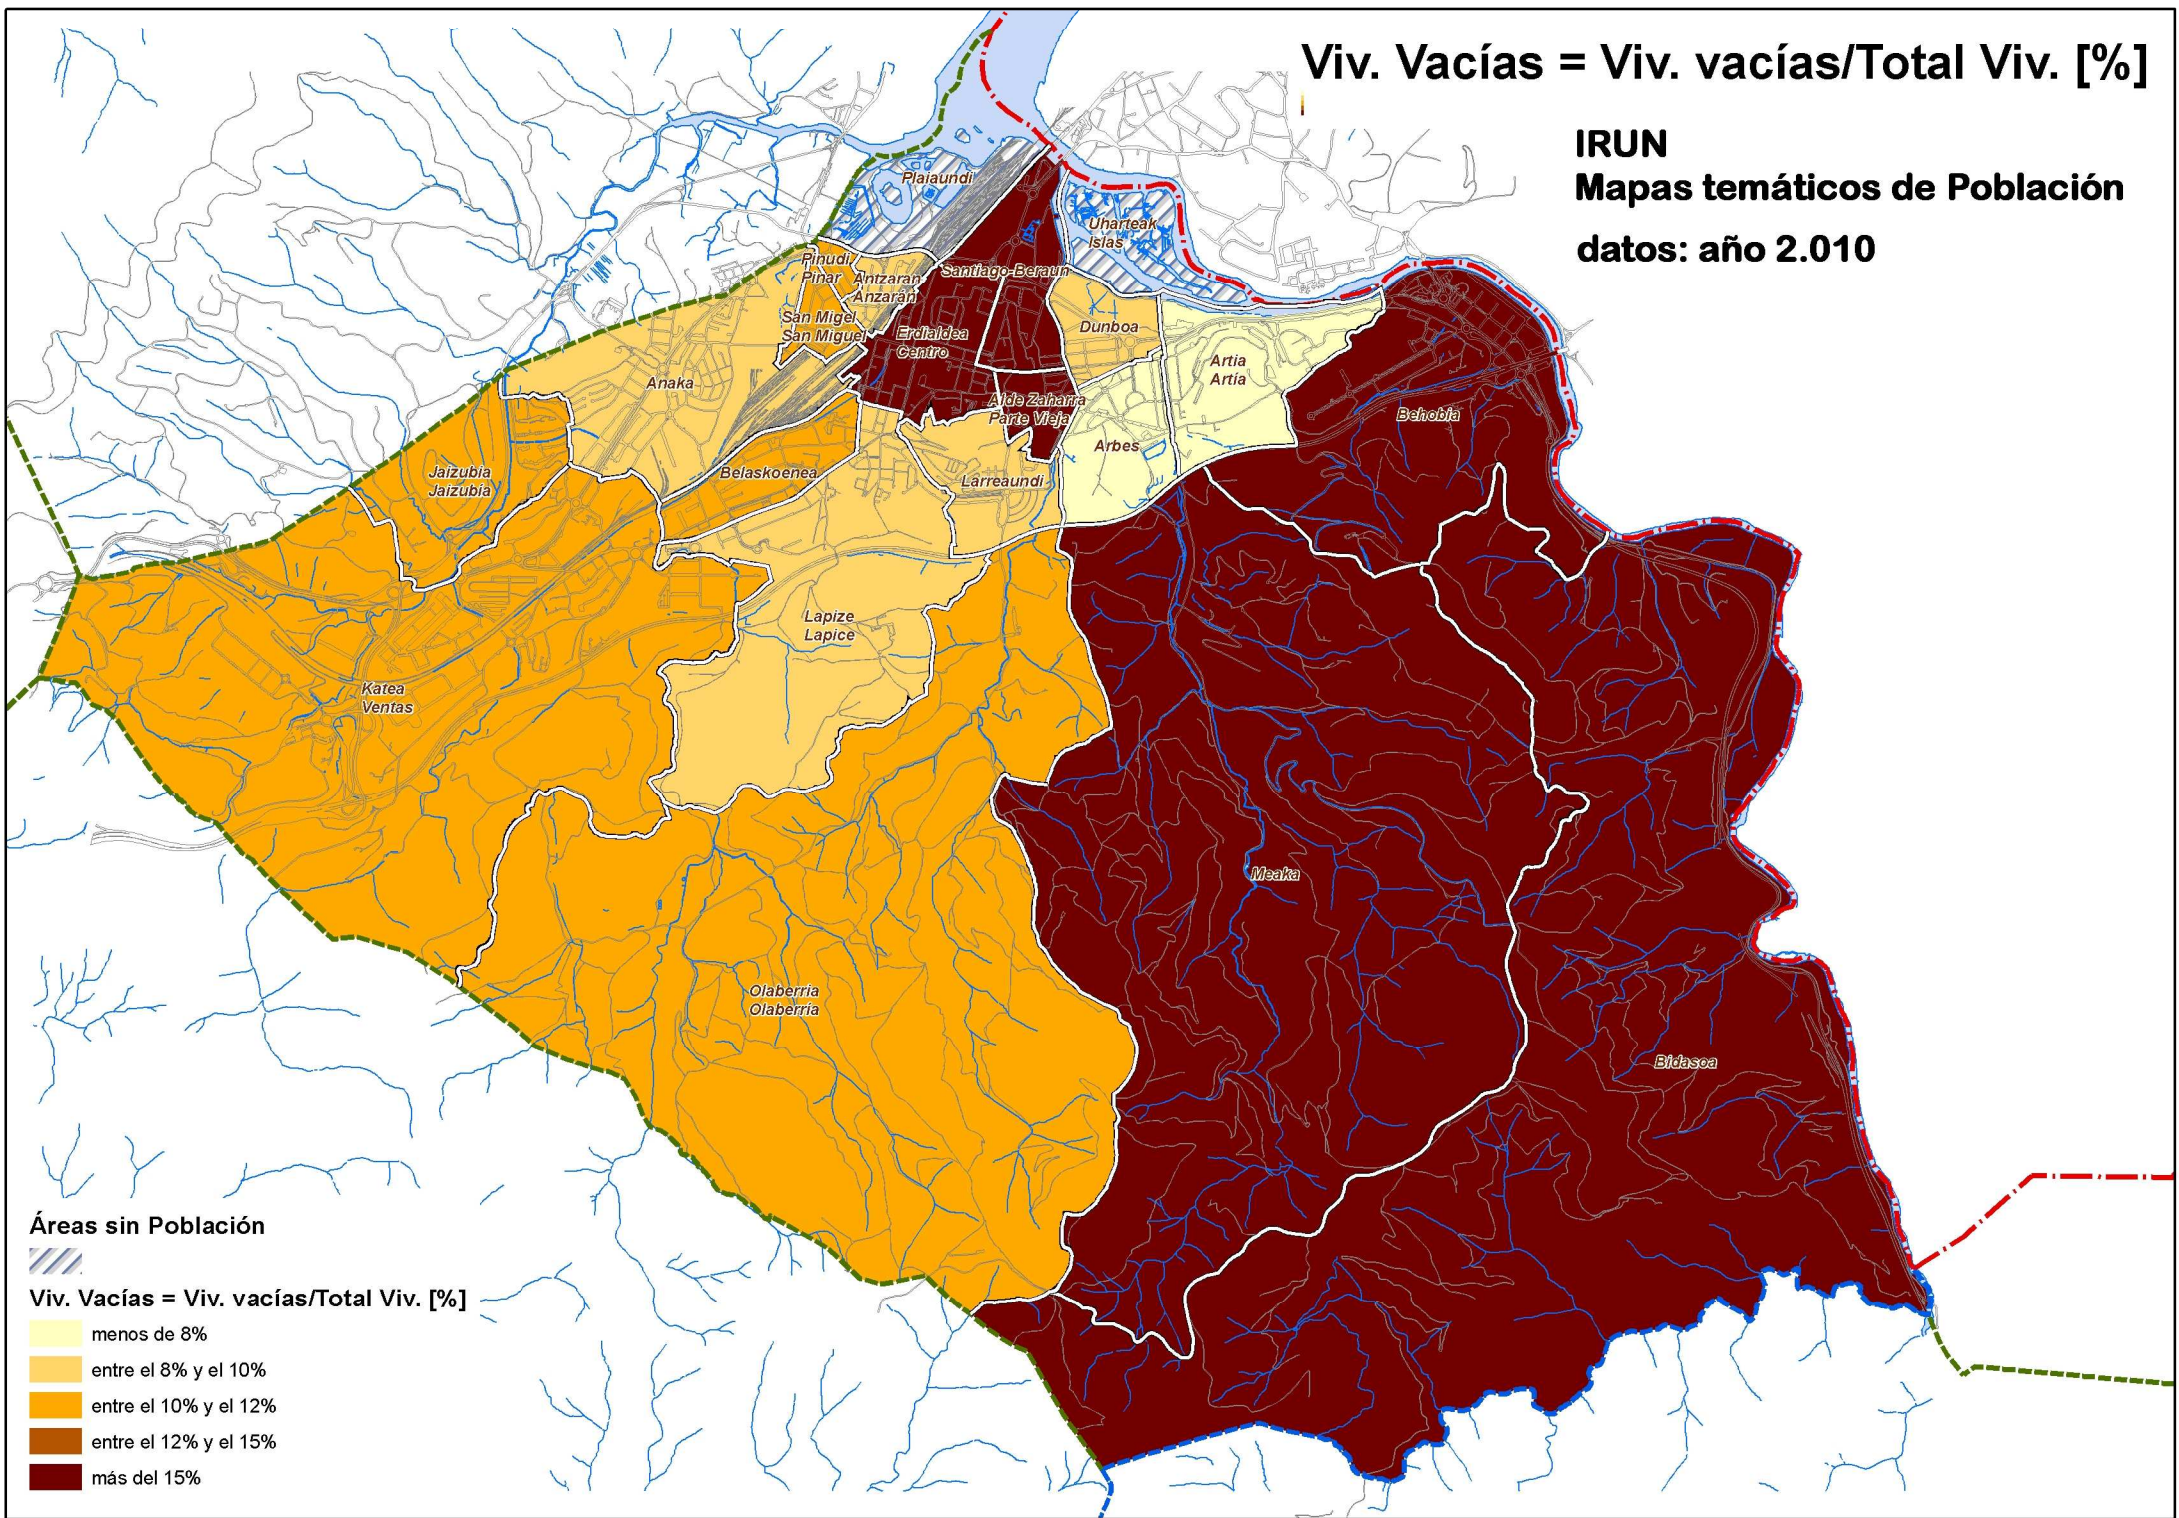 Viv. Vacías = Viv. vacías/Total Viv. [%]
IRUN
Mapas temáticos de Población
datos: año 2.010
Plaiaundi
Uharteak
Islas
Pinudi
Pinar
Antzaran
Anzarán
Santiago-Beraun
San Migel
San Miguel
Erdialdea
Centro
Dunboa
Anaka
Artia
Artía
Alde Zaharra
Parte Vieja
Behobia
Arbes
Jaizubia
Jaizubía
Belaskoenea
Larreaundi
Lapize
Lapice
Katea
Ventas
Meaka
Olaberria
Olaberría
Bidasoa
Áreas sin Población
Viv. Vacías = Viv. vacías/Total Viv. [%]
menos de 8%
entre el 8% y el 10%
entre el 10% y el 12%
entre el 12% y el 15%
más del 15%